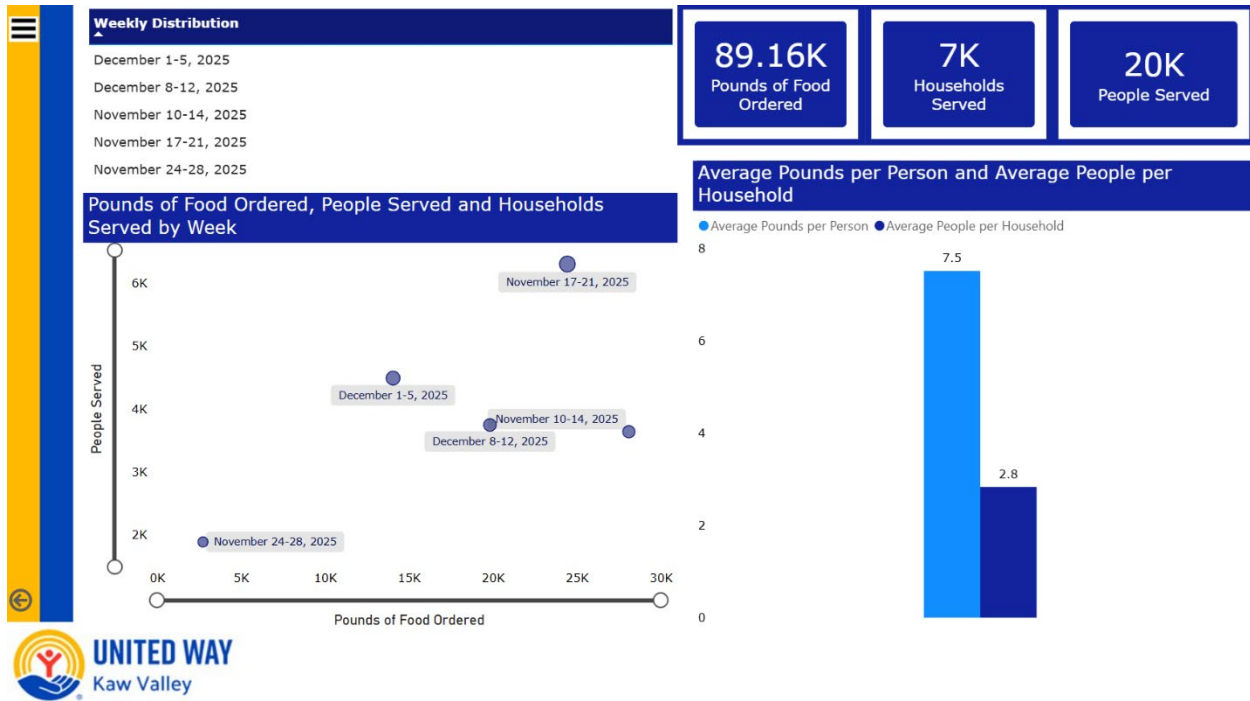 Weekly Distribution
December 1-5, 2025
December 8-12, 2025
November 10-14, 2025
November 17-21, 2025
November 24-28, 2025
89.16K
Pounds of Food
Ordered
7K
Households
Served
20K
People Served
Pounds of Food Ordered, People Served and Households
Served by Week
People Served
6K
5K
4K
3K
2K
November 17-21, 2025
December 1-5, 2025
November 10-14, 2025
December 8-12, 2025
November 24-28, 2025
0K 5K 10K 15K 20K 25K 30K
Pounds of Food Ordered
Average Pounds per Person and Average People per
Household
Average Pounds per Person Average People per Household
8
6
4
2
0
7.5
2.8
UNITED WAY
Kaw Valley